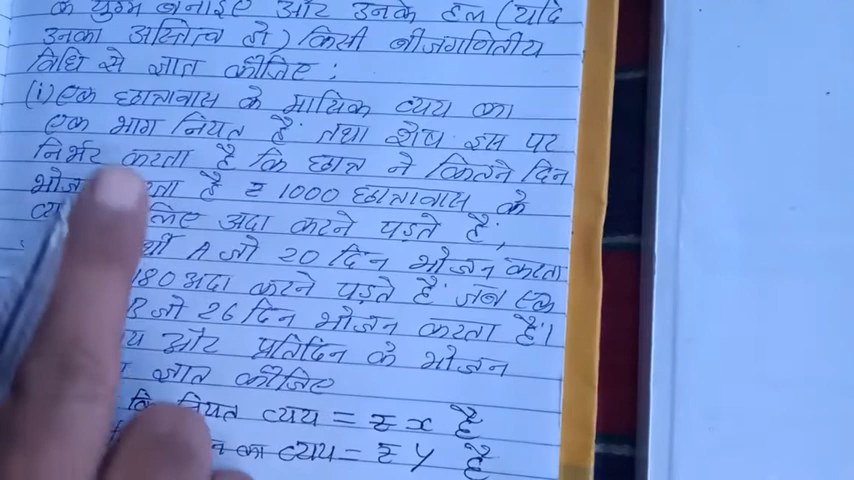 के युग्म बनाइए और उनके हल (यदि
उनका अस्तित्व हो) किसी बीजगणितीय
विधि से ज्ञात कीजिए :
(i) एक छात्रावास के मासिक व्यय का
एक भाग नियत है तथा शेष इस पर
निर्भर करता है कि छात्र ने कितने दिन
है ₹ 1000 छात्रावास के
लिए अदा करने पड़ते हैं,
A जो 20 दिन भोजन करता
180 अदा करने पड़ते हैं जब एक
जो 26 दिन भोजन करता है।
और प्रतिदिन के भोजन
ज्ञात कीजिए
कि नियत व्यय = ₹ x है
का व्यय = ₹ y है